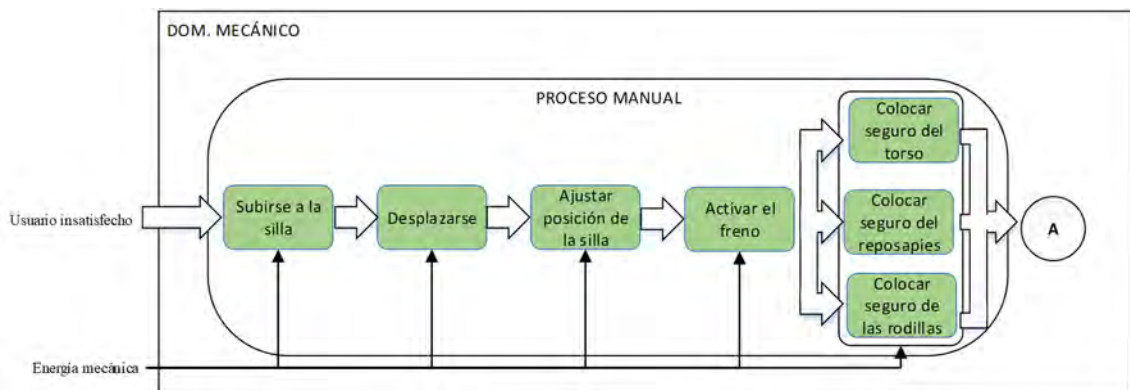 DOM. MECÁNICO
PROCESO MANUAL
Usuario insatisfecho
Subirse a la
silla
Desplazarse
Ajustar
posición de
la silla
Activar el
freno
Colocar
seguro del
torso
Colocar
seguro del
reposapies
Colocar
seguro de
las rodillas
A
Energía mecánica